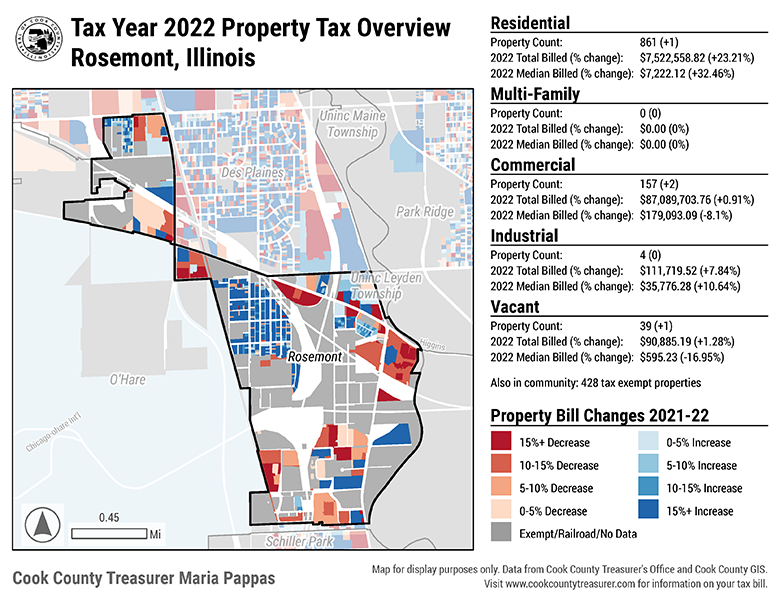 Tax Year 2022 Property Tax Overview
Rosemont, Illinois
Residential
Property Count: 861 (+1)
2022 Total Billed (% change): $7,522,558.82 (+23.21%)
2022 Median Billed (% change): $7,222.12 (+32.46%)
Multi-Family
Property Count: 0 (0)
2022 Total Billed (% change): $0.00 (0%)
2022 Median Billed (% change): $0.00 (0%)
Commercial
Property Count: 157 (+2)
2022 Total Billed (% change): $87,089,703.76 (+0.91%)
2022 Median Billed (% change): $179,093.09 (-8.1%)
Industrial
Property Count: 4 (0)
2022 Total Billed (% change): $111,719.52 (+7.84%)
2022 Median Billed (% change): $35,776.28 (+10.64%)
Vacant
Property Count: 39 (+1)
2022 Total Billed (% change): $90,885.19 (+1.28%)
2022 Median Billed (% change): $595.23 (-16.95%)
Also in community: 428 tax exempt properties
Property Bill Changes 2021-22
15%+ Decrease
10-15% Decrease
5-10% Decrease
0-5% Decrease
Exempt/Railroad/No Data
0-5% Increase
5-10% Increase
10-15% Increase
15%+ Increase
Uninc Maine
Township
Des Plaines
Park Ridge
Uninc Leyden
Township
Higgins
Rosemont
O'Hare
Chicago-ohare Int'l
0.45
Mi
Schiller Park
Cook County Treasurer Maria Pappas
Map for display purposes only. Data from Cook County Treasurer's Office and Cook County GIS.
Visit www.cookcountytreasurer.com for information on your tax bill.